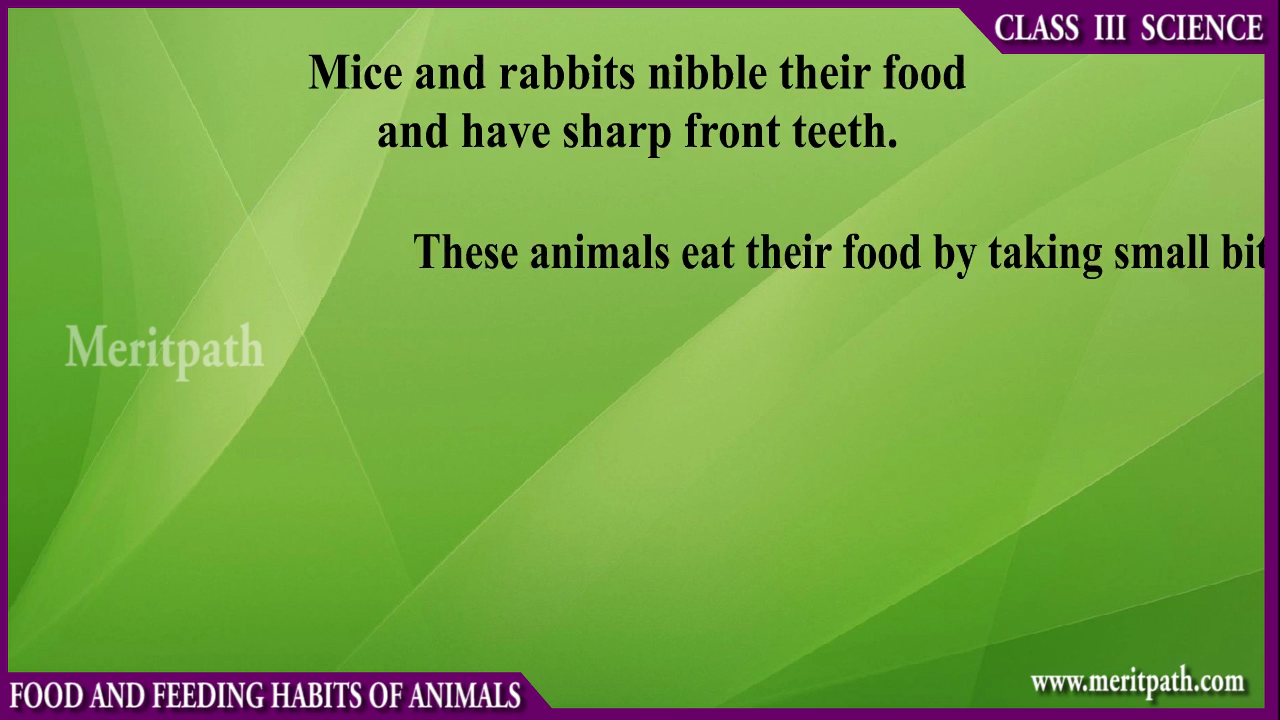 CLASS III SCIENCE
Mice and rabbits nibble their food
and have sharp front teeth.
These animals eat their food by taking small
Meritpath
FOOD AND FEEDING HABITS OF ANIMALS
www.meritpath.com